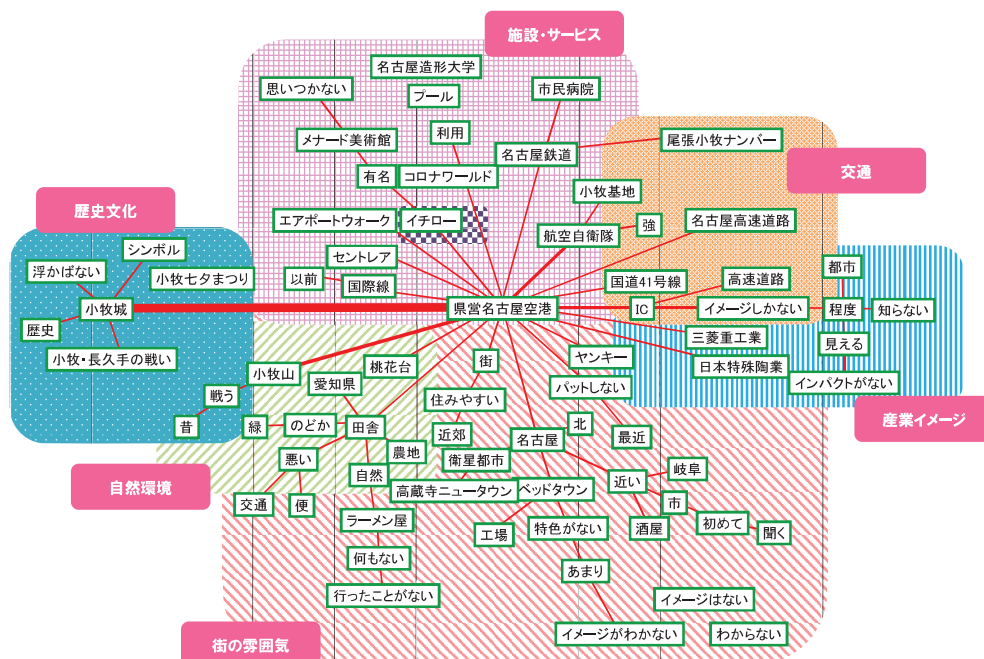 施設・サービス
名古屋造形大学
思いつかない
プール
市民病院
メナード美術館
利用
名古屋鉄道
尾張小牧ナンバー
交通
有名
コロナワールド
小牧基地
歴史文化
エアポートウォーク
イチロー
航空自衛隊
強
名古屋高速道路
シンボル
セントレア
浮かばない
小牧七夕まつり
以前
国際線
国道41号線
高速道路
都市
小牧城
県営名古屋空港
IC
イメージしかない
程度
知らない
歴史
三菱重工業
見える
小牧・長久手の戦い
小牧山
桃花台
街
ヤンキー
日本特殊陶業
愛知県
パットしない
インパクトがない
戦う
住みやすい
産業イメージ
昔
緑
のどか
田舎
近郊
名古屋
北
最近
悪い
農地
衛星都市
自然環境
自然
近い
岐阜
交通
便
高蔵寺ニュータウン
ベッドタウン
市
ラーメン屋
工場
特色がない
酒屋
初めて
聞く
何もない
あまり
行ったことがない
イメージはない
街の雰囲気
イメージがわかない
わからない